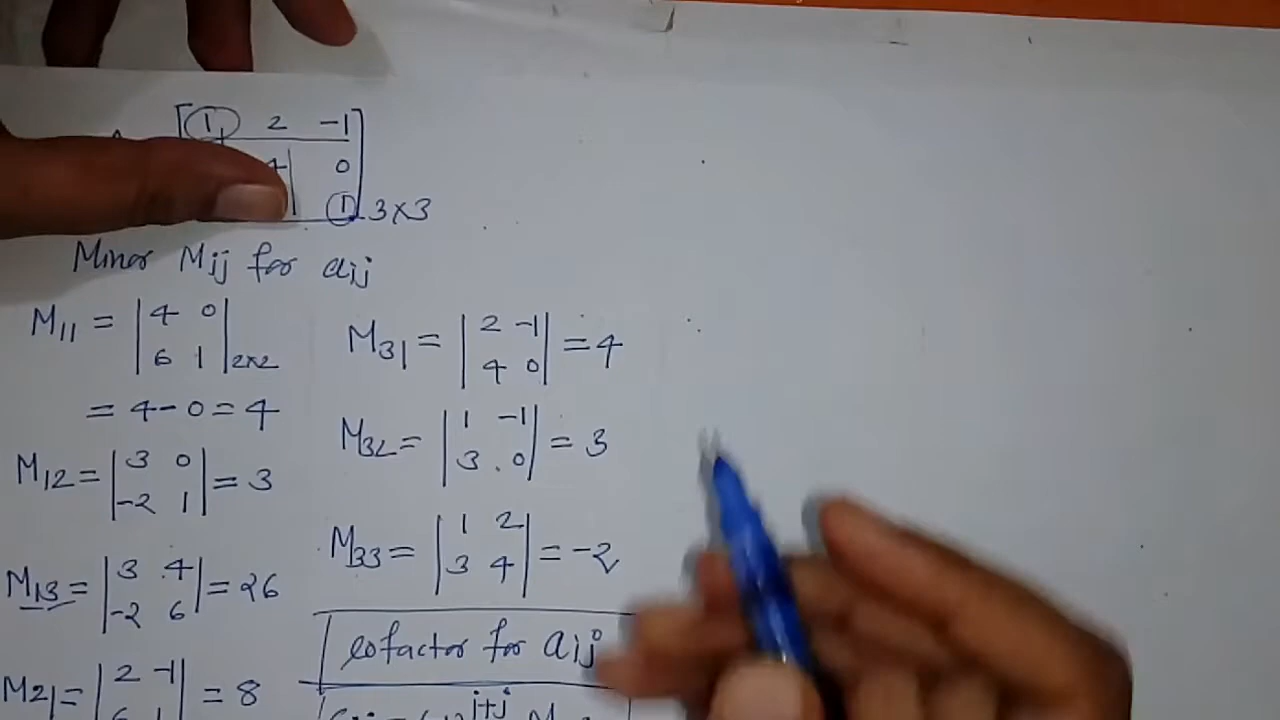 [1 2 -1]
4 0
1 3×3
Minor Mij for aij
M11 = |4 0|
|6 1|2×2
= 4 - 0 = 4
M12 = |3 0| = 3
|-2 1|
M13 = |3 4| = 26
|-2 6|
M21 = |2 -1| = 8
M31 = |2 -1| = 4
|4 0|
M32 = |1 -1| = 3
|3 . 0|
M33 = |1 2| = -2
|3 4|
cofactor for aij